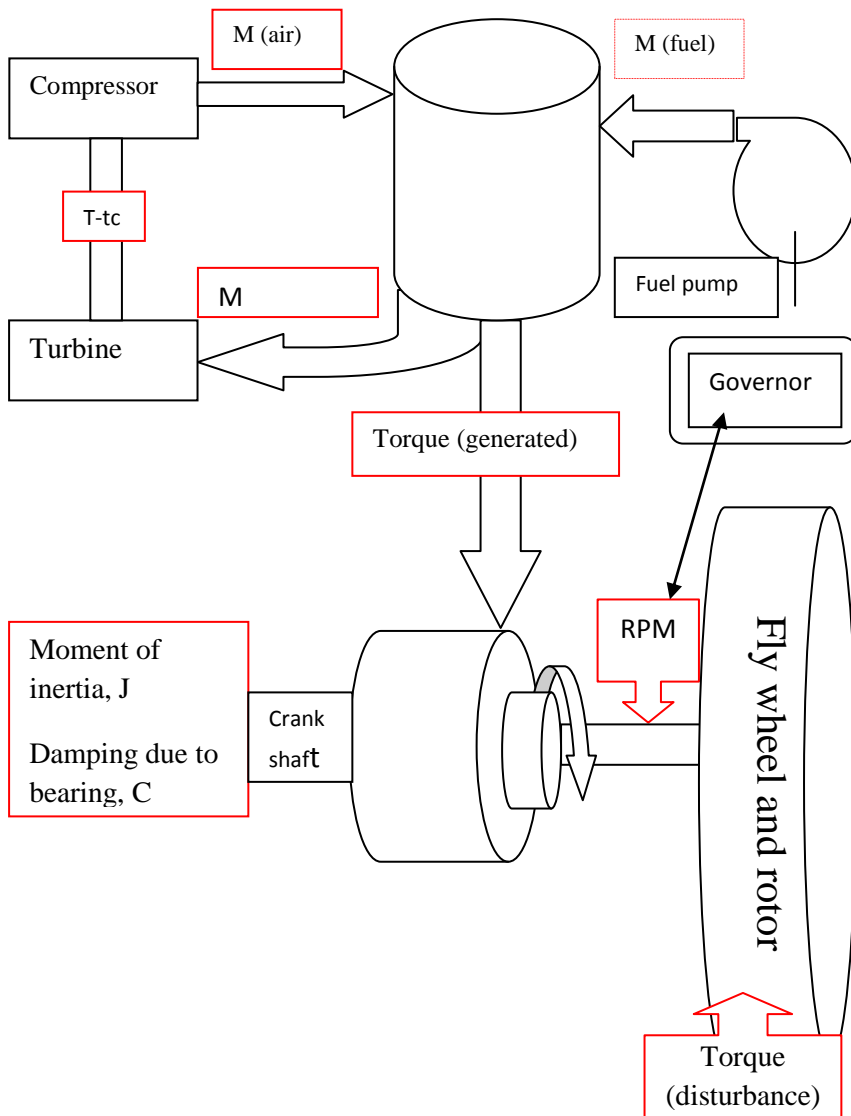 M (air)
M (fuel)
Compressor
T-tc
M
Fuel pump
Turbine
Governor
Torque (generated)
RPM
Moment of
inertia, J
Damping due to
bearing, C
Crank
shaft
Fly wheel and rotor
Torque
(disturbance)